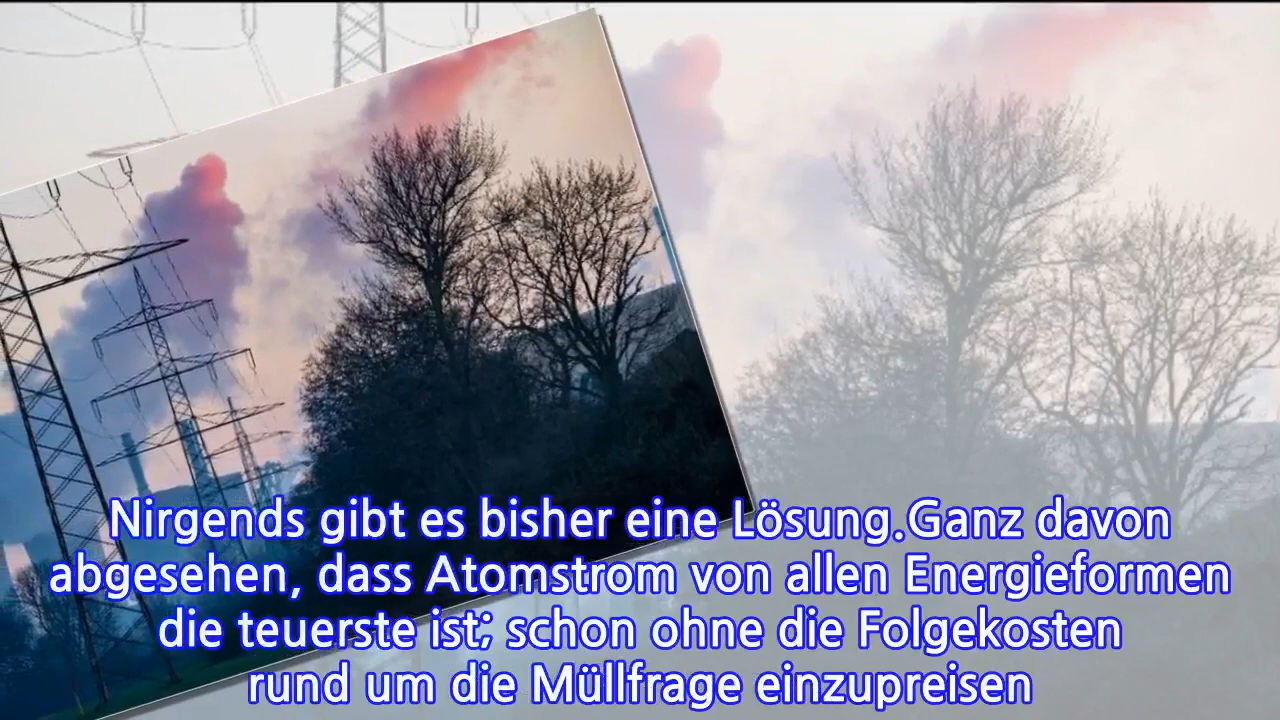 Nirgends gibt es bisher eine Lösung.Ganz davon
abgesehen, dass Atomstrom von allen Energieformen
die teuerste ist; schon ohne die Folgekosten
rund um die Müllfrage einzupreisen